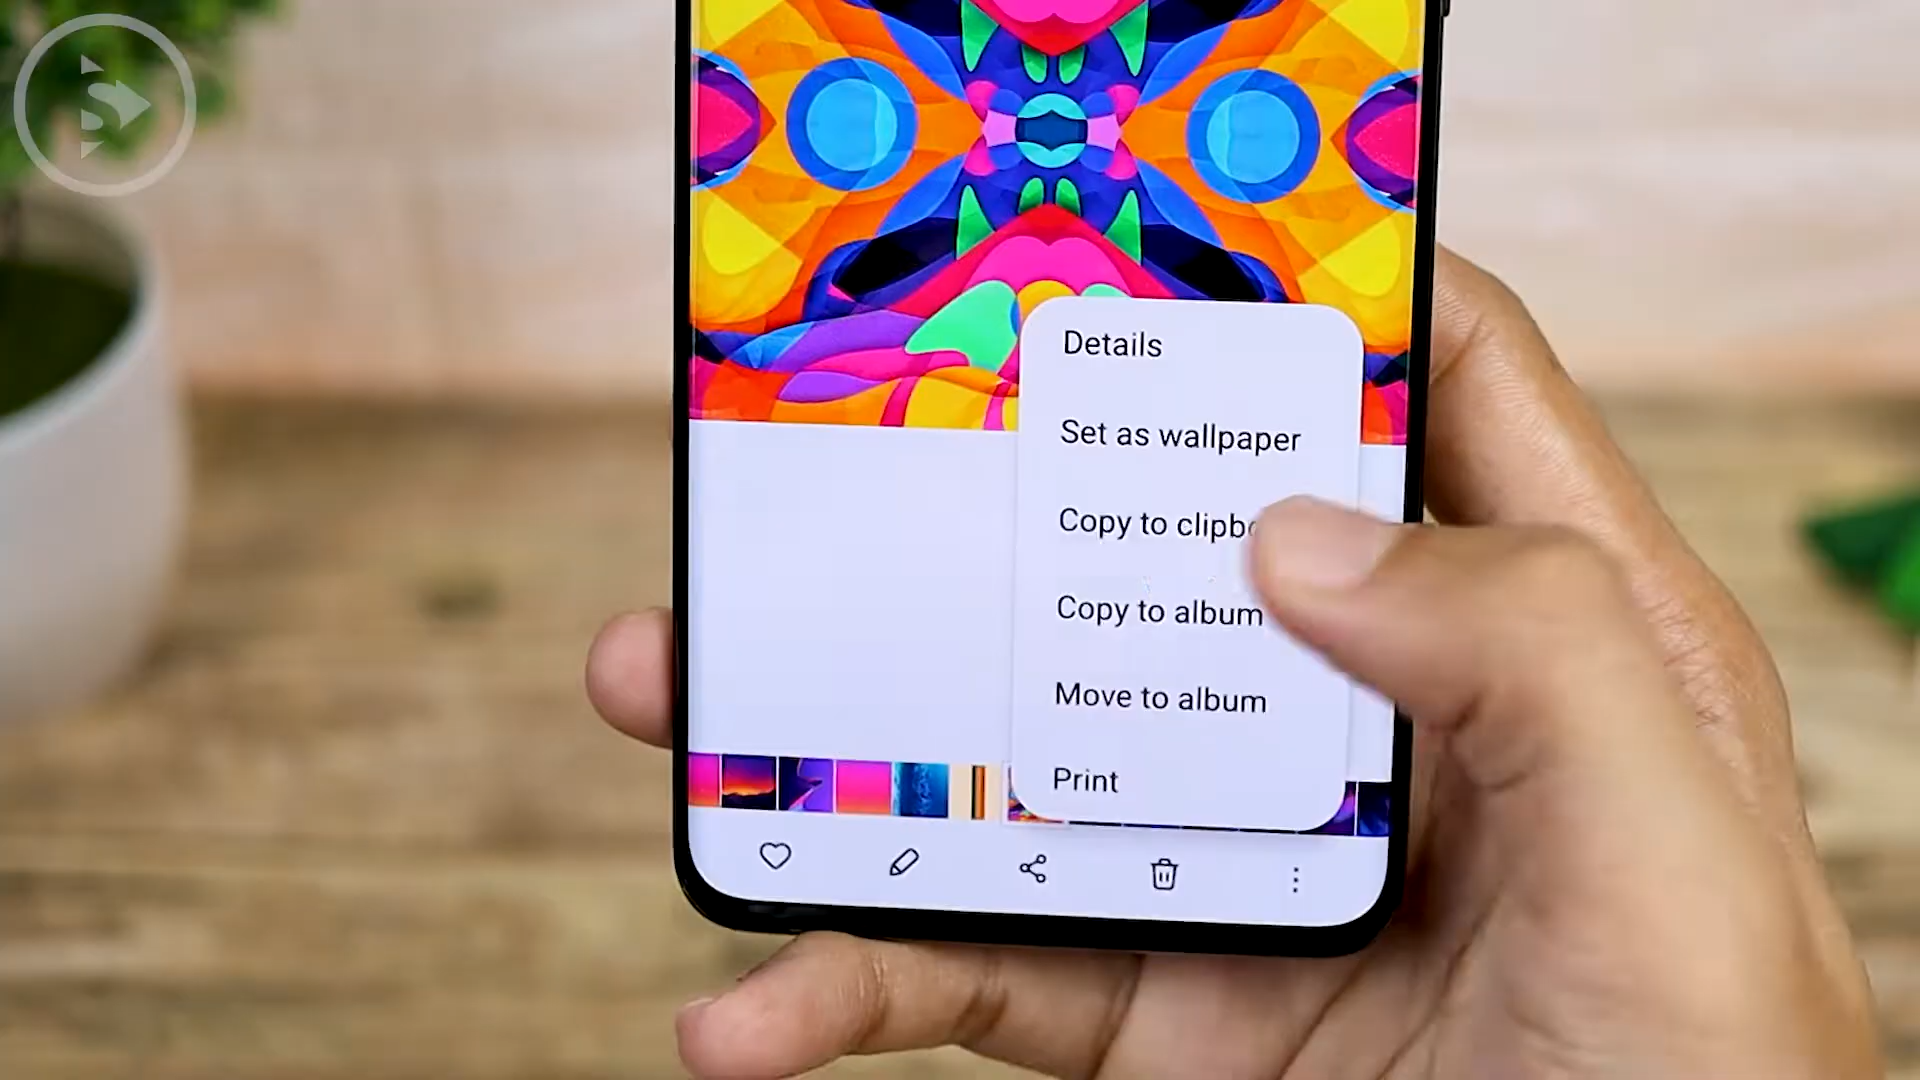 Details
Set as wallpaper
Copy to clipb
Copy to album
Move to album
Print